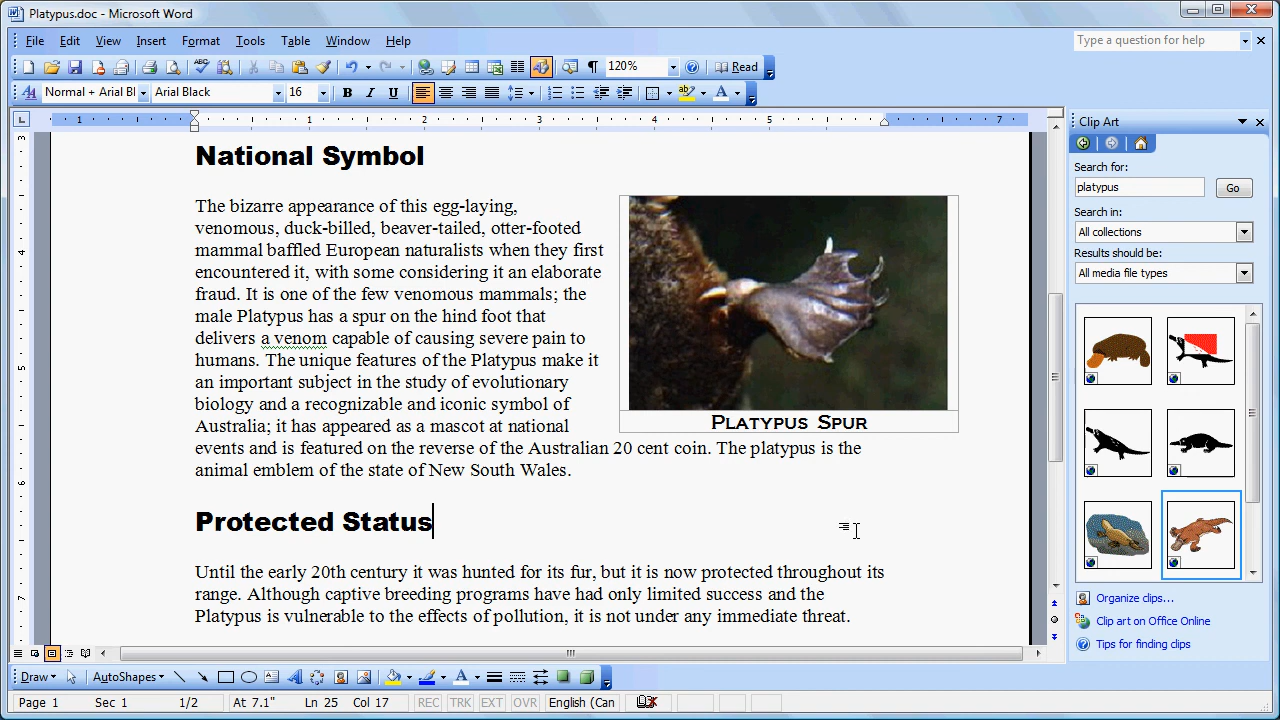 Platypus.doc - Microsoft Word
File Edit View Insert Format Tools Table Window Help
Type a question for help
120% Read
Normal + Arial Bl Arial Black 16 B I U
1 1 2 3 4 5 7
National Symbol
The bizarre appearance of this egg-laying,
venomous, duck-billed, beaver-tailed, otter-footed
mammal baffled European naturalists when they first
encountered it, with some considering it an elaborate
fraud. It is one of the few venomous mammals; the
male Platypus has a spur on the hind foot that
delivers a venom capable of causing severe pain to
humans. The unique features of the Platypus make it
an important subject in the study of evolutionary
biology and a recognizable and iconic symbol of
Australia; it has appeared as a mascot at national
events and is featured on the reverse of the Australian 20 cent coin. The platypus is the
animal emblem of the state of New South Wales.
Platypus Spur
Protected Status
Until the early 20th century it was hunted for its fur, but it is now protected throughout its
range. Although captive breeding programs have had only limited success and the
Platypus is vulnerable to the effects of pollution, it is not under any immediate threat.
3
4
5
6
7
Clip Art
Search for:
platypus Go
Search in:
All collections
Results should be:
All media file types
Organize clips...
Clip art on Office Online
Tips for finding clips
Draw AutoShapes
Page 1 Sec 1 1/2 At 7.1" Ln 25 Col 17 REC TRK EXT OVR English (Can